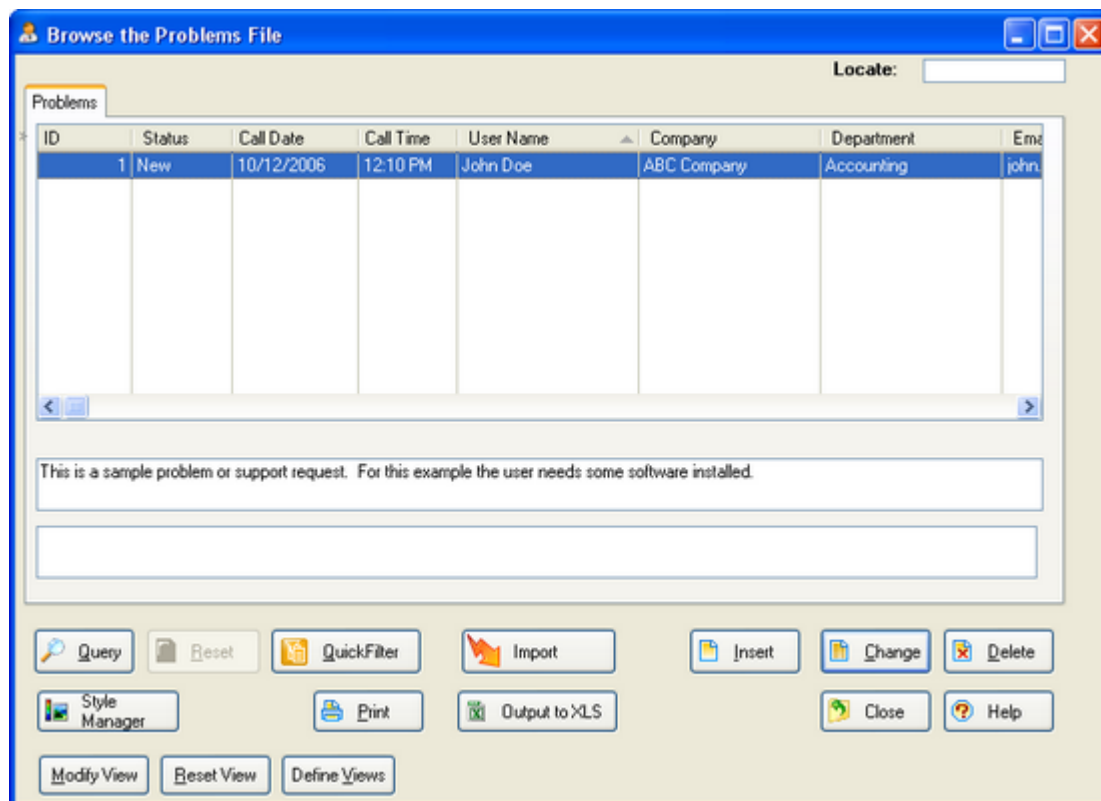 Browse the Problems File
Locate:
Problems
ID Status Call Date Call Time User Name Company Department Ema
1 New 10/12/2006 12:10 PM John Doe ABC Company Accounting john.
This is a sample problem or support request. For this example the user needs some software installed.
Query Reset QuickFilter Import Insert Change Delete
Style Manager Print Output to XLS Close Help
Modify View Reset View Define Views